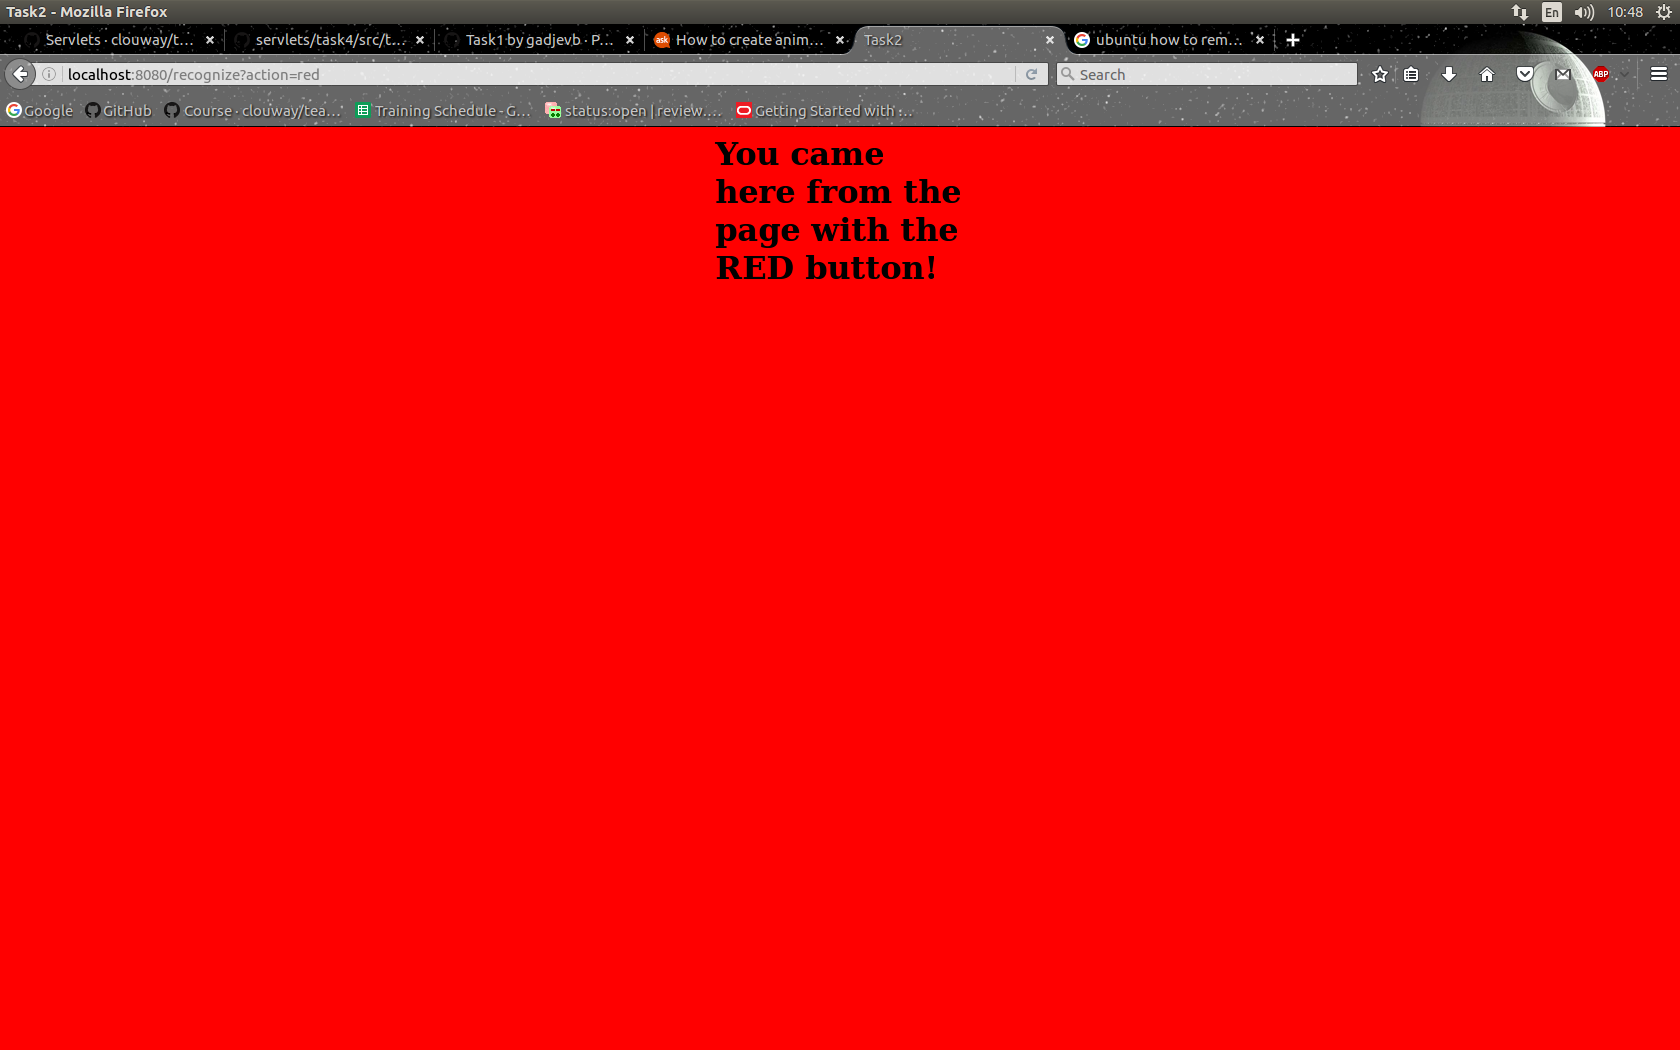 Task2 - Mozilla Firefox
En
10:48
Servlets · clouway/t...
servlets/task4/src/t...
Task1 by gadjevb · P...
ask
How to create anim...
Task2
ubuntu how to rem...
localhost:8080/recognize?action=red
Search
ABP
Google
GitHub
Course · clouway/tea...
Training Schedule - G...
status:open | review....
Getting Started with :...
You came
here from the
page with the
RED button!